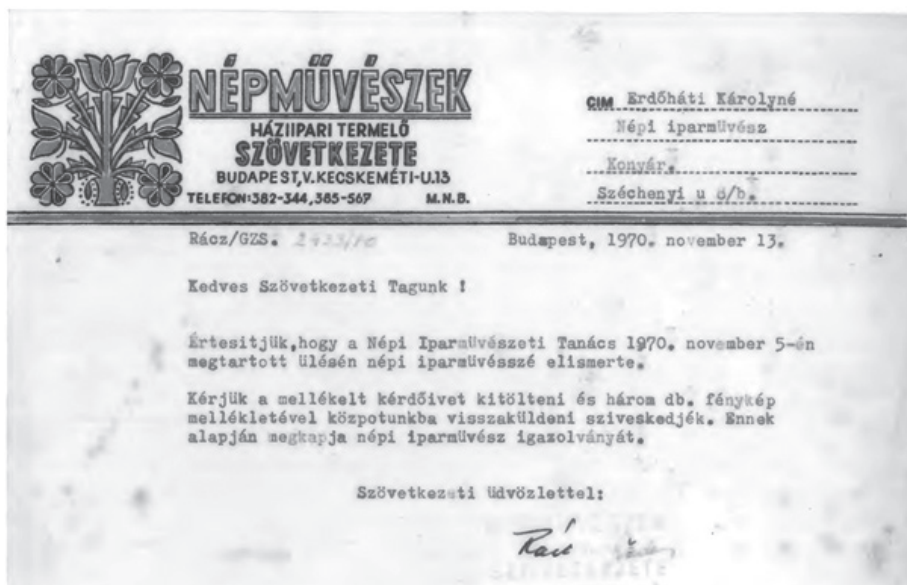 NÉPMŰVÉSZEK
HÁZIIPARI TERMELŐ
SZÖVETKEZETE
BUDAPEST,V.KECSKEMÉTI-U.13
TELEFON:382-344,385-567 M.N.B.
CIM Erdőháti Károlyné
Népi iparművész
Konyár.
Széchenyi u 8/b.
Rácz/GZS. 2433/70 Budapest, 1970. november 13.
Kedves Szövetkezeti Tagunk !
Értesitjük,hogy a Népi Iparművészeti Tanács 1970. november 5-én
megtartott ülésén népi iparművésszé elismerte.
Kérjük a mellékelt kérdőivet kitölteni és három db. fénykép
mellékletével közpotunkba visszaküldeni sziveskedjék. Ennek
alapján megkapja népi iparművész igazolványát.
Szövetkezeti üdvözlettel: